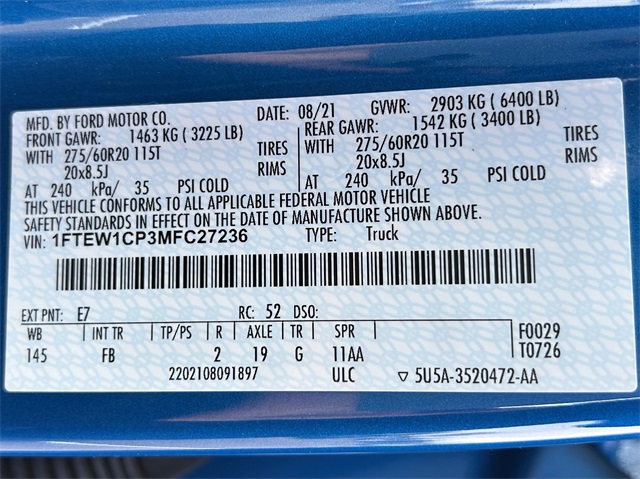 MFD. BY FORD MOTOR CO. DATE: 08/21 GVWR: 2903 KG ( 6400 LB)
FRONT GAWR: 1463 KG ( 3225 LB) REAR GAWR: 1542 KG ( 3400 LB)
WITH 275/60R20 115T TIRES WITH 275/60R20 115T TIRES
20x8.5J RIMS 20x8.5J RIMS
AT 240 kPa/ 35 PSI COLD AT 240 kPa/ 35 PSI COLD
THIS VEHICLE CONFORMS TO ALL APPLICABLE FEDERAL MOTOR VEHICLE
SAFETY STANDARDS IN EFFECT ON THE DATE OF MANUFACTURE SHOWN ABOVE.
VIN: 1FTEW1CP3MFC27236 TYPE: Truck
EXT PNT: E7 RC: 52 DSO:
WB INT TR TP/PS R AXLE TR SPR F0029
145 FB 2 19 G 11AA T0726
2202108091897 ULC ▽ 5U5A-3520472-AA